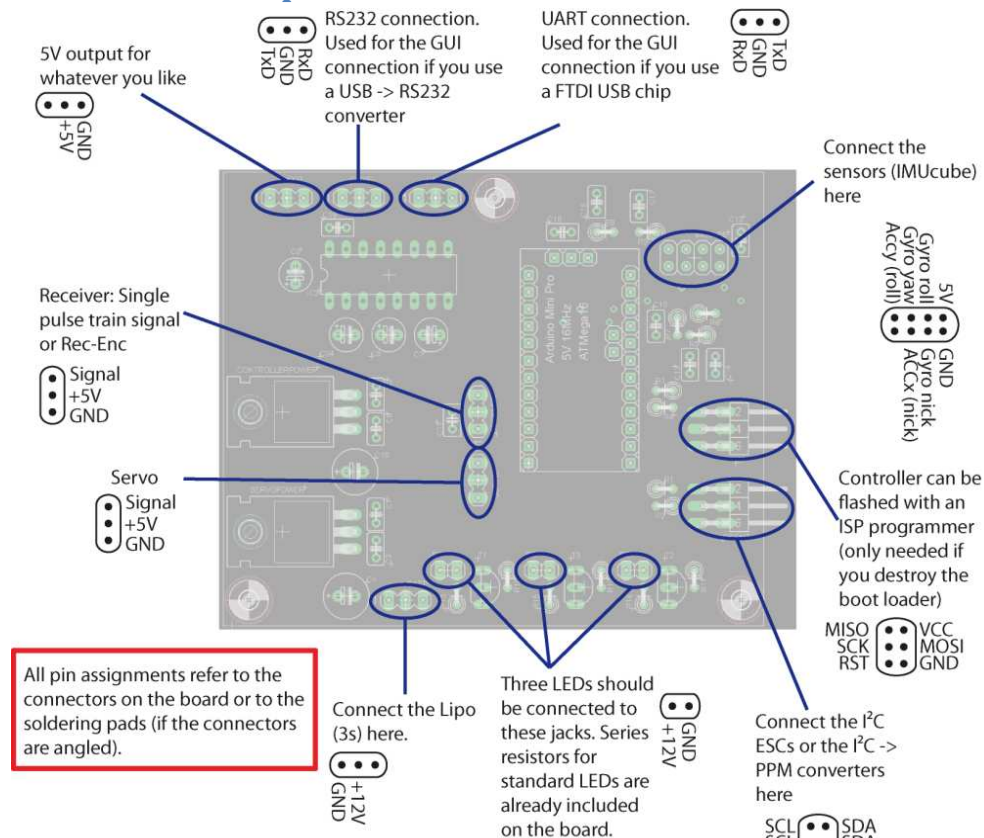 RS232 connection.
Used for the GUI
connection if you use
a USB -> RS232
converter
TxD
GND
RxD
UART connection.
Used for the GUI
connection if you use
a FTDI USB chip
RxD
GND
TxD
5V output for
whatever you like
+5V
GND
Connect the
sensors (IMUcube)
here
Accy (roll)
Gyro yaw
Gyro roll
5V
ACCx (nick)
Gyro nick
GND
Receiver: Single
pulse train signal
or Rec-Enc
Signal
+5V
GND
Arduino Mini Pro
5V 16MHz
CONTROLLERPOWER
Servo
Signal
+5V
GND
SERVOPOWER
Controller can be
flashed with an
ISP programmer
(only needed if
you destroy the
boot loader)
MISO VCC
SCK MOSI
RST GND
All pin assignments refer to the
connectors on the board or to the
soldering pads (if the connectors
are angled).
Connect the Lipo
(3s) here.
GND
+12V
Three LEDs should
be connected to
these jacks. Series
resistors for
standard LEDs are
already included
on the board.
+12V
GND
Connect the I²C
ESCs or the I²C ->
PPM converters
here
SCL SDA